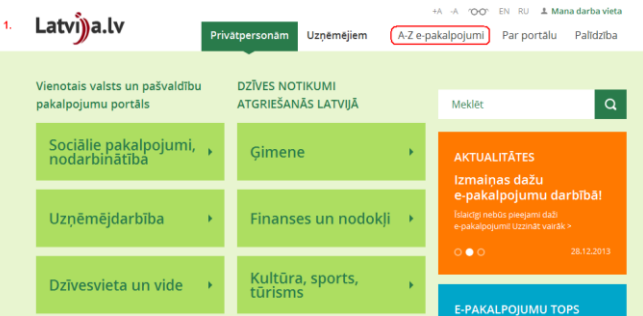 +A -A EN RU Mana darba vieta
1.
Latvija.lv
Privātpersonām Uzņēmējiem A-Z e-pakalpojumi Par portālu Palīdzība
Vienotais valsts un pašvaldību
pakalpojumu portāls
DZĪVES NOTIKUMI
ATGRIEŠANĀS LATVIJĀ
Meklēt
Sociālie pakalpojumi,
nodarbinātība
Ģimene
AKTUALITĀTES
Izmaiņas dažu
e-pakalpojumu darbībā!
Īslaicīgi nebūs pieejami daži
e-pakalpojumi Uzzināt vairāk >
28.12.2013
Uzņēmējdarbība
Finanses un nodokļi
Dzīvesvieta un vide
Kultūra, sports,
tūrisms
E-PAKALPOJUMU TOPS